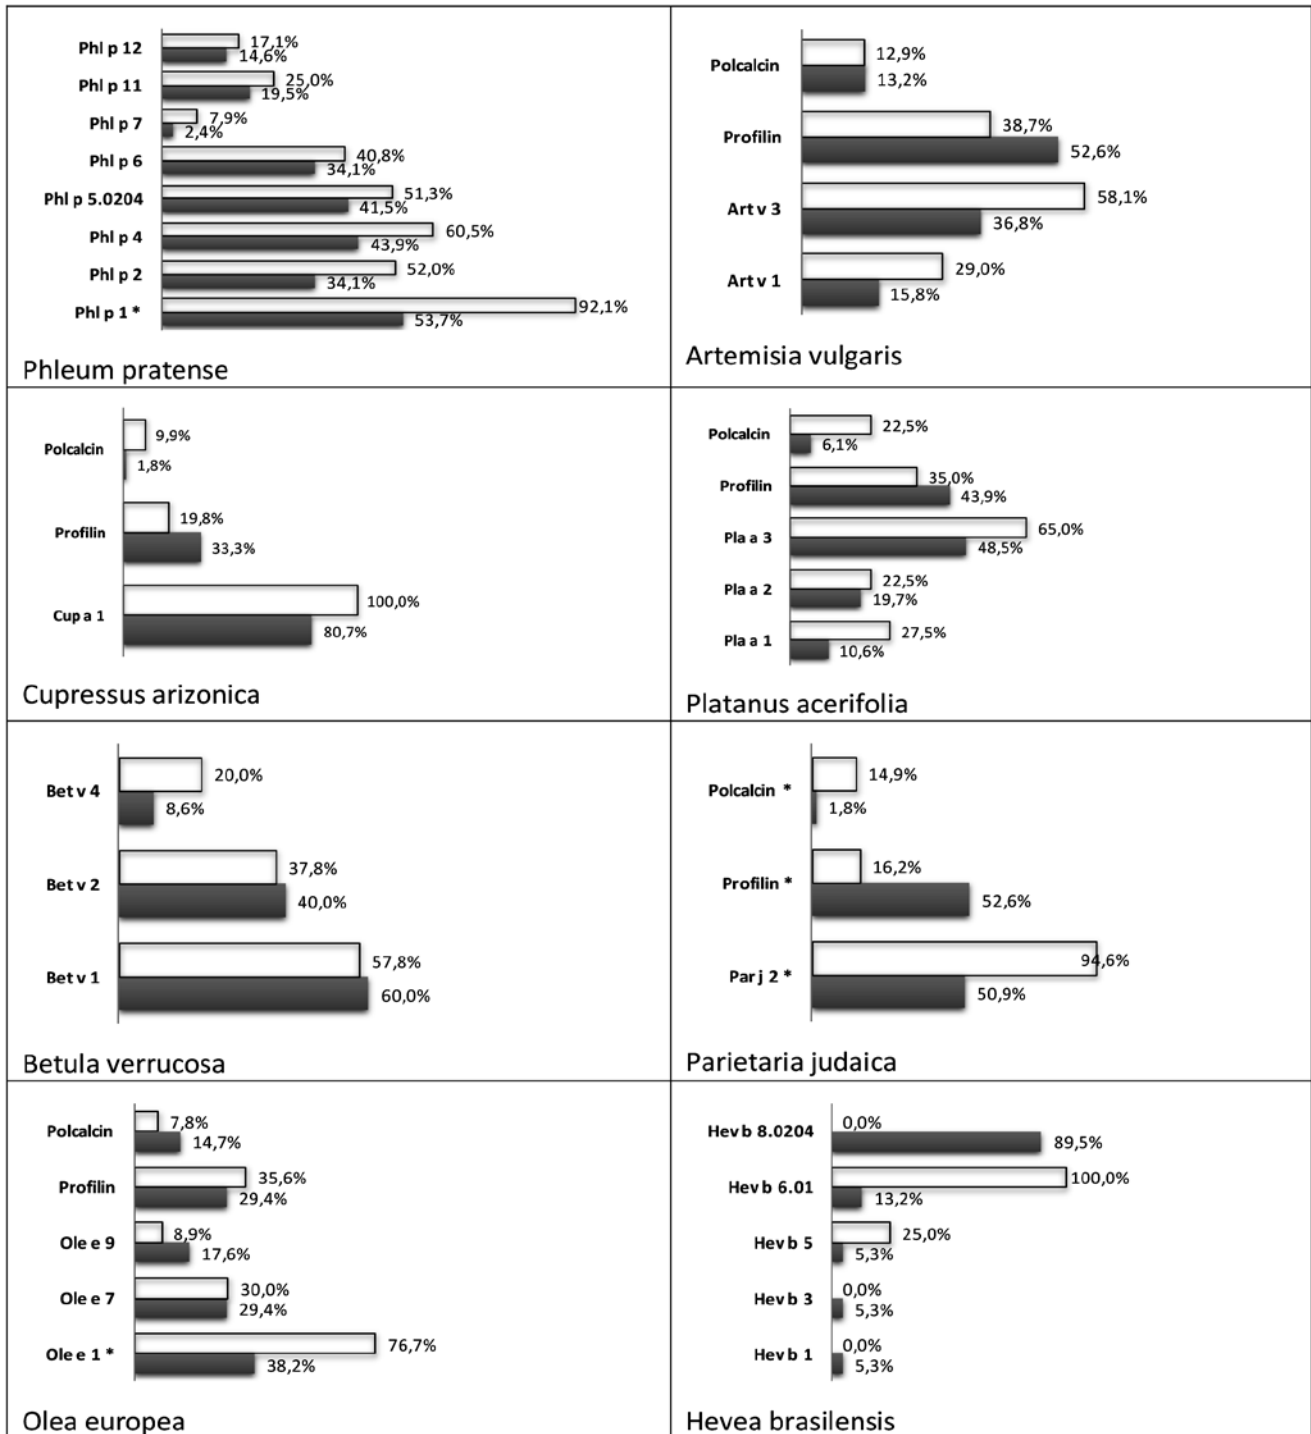 Phl p 12 17,1%
14,6%
Phl p 11 25,0%
19,5%
Phl p 7 7,9%
2,4%
Phl p 6 40,8%
34,1%
Phl p 5.0204 51,3%
41,5%
Phl p 4 60,5%
43,9%
Phl p 2 52,0%
34,1%
Phl p 1 * 92,1%
53,7%
Phleum pratense
Polcalcin 12,9%
13,2%
Profilin 38,7%
52,6%
Art v 3 58,1%
36,8%
Art v 1 29,0%
15,8%
Artemisia vulgaris
Polcalcin 9,9%
1,8%
Profilin 19,8%
33,3%
Cup a 1 100,0%
80,7%
Cupressus arizonica
Polcalcin 22,5%
6,1%
Profilin 35,0%
43,9%
Pla a 3 65,0%
48,5%
Pla a 2 22,5%
19,7%
Pla a 1 27,5%
10,6%
Platanus acerifolia
Bet v 4 20,0%
8,6%
Bet v 2 37,8%
40,0%
Bet v 1 57,8%
60,0%
Betula verrucosa
Polcalcin * 14,9%
1,8%
Profilin * 16,2%
52,6%
Par j 2 * 94,6%
50,9%
Parietaria judaica
Polcalcin 7,8%
14,7%
Profilin 35,6%
29,4%
Ole e 9 8,9%
17,6%
Ole e 7 30,0%
29,4%
Ole e 1 * 76,7%
38,2%
Olea europea
Hev b 8.0204 0,0%
89,5%
Hev b 6.01 100,0%
13,2%
Hev b 5 25,0%
5,3%
Hev b 3 0,0%
5,3%
Hev b 1 0,0%
5,3%
Hevea brasilensis